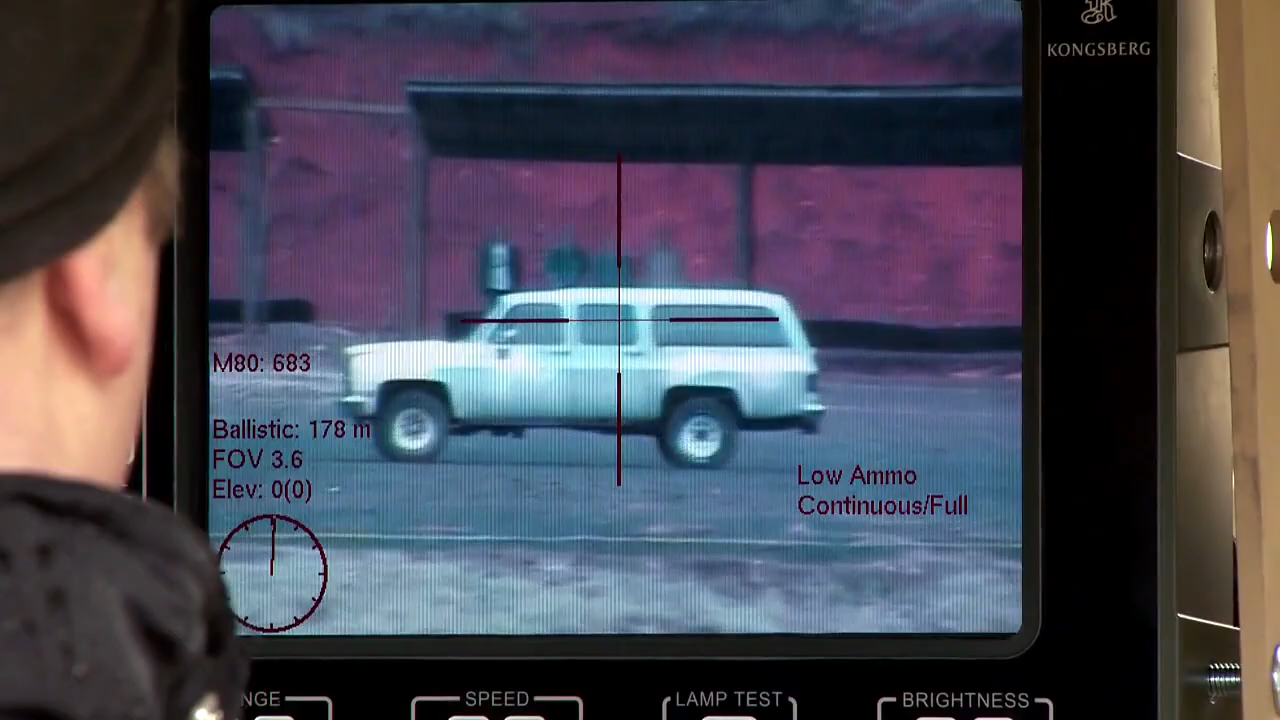 KONGSBERG
M80: 683
Ballistic: 178 m
FOV 3.6
Elev: 0(0)
Low Ammo
Continuous/Full
NGE
SPEED
LAMP TEST
BRIGHTNESS